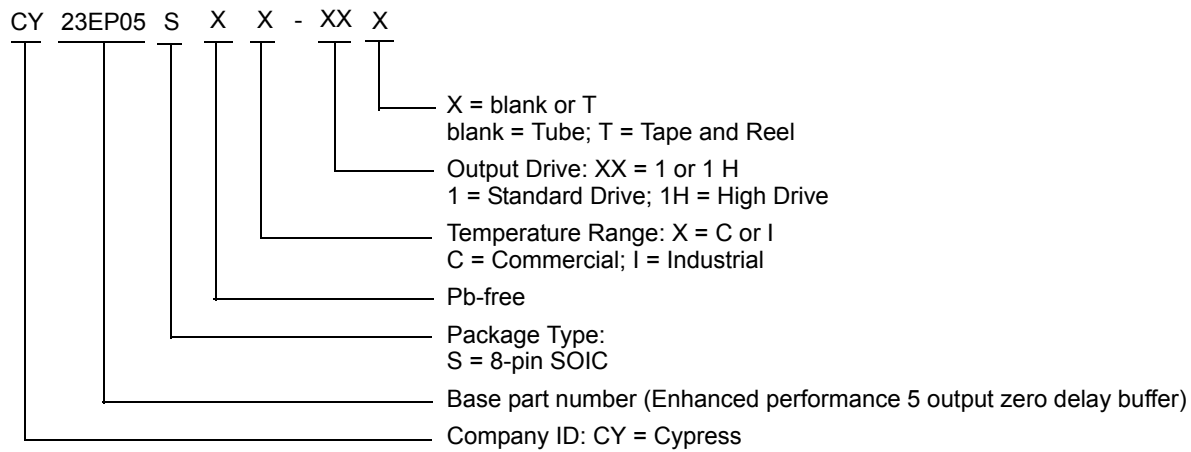 CY 23EP05 S X X - XX X
X = blank or T
blank = Tube; T = Tape and Reel
Output Drive: XX = 1 or 1 H
1 = Standard Drive; 1H = High Drive
Temperature Range: X = C or I
C = Commercial; I = Industrial
Pb-free
Package Type:
S = 8-pin SOIC
Base part number (Enhanced performance 5 output zero delay buffer)
Company ID: CY = Cypress